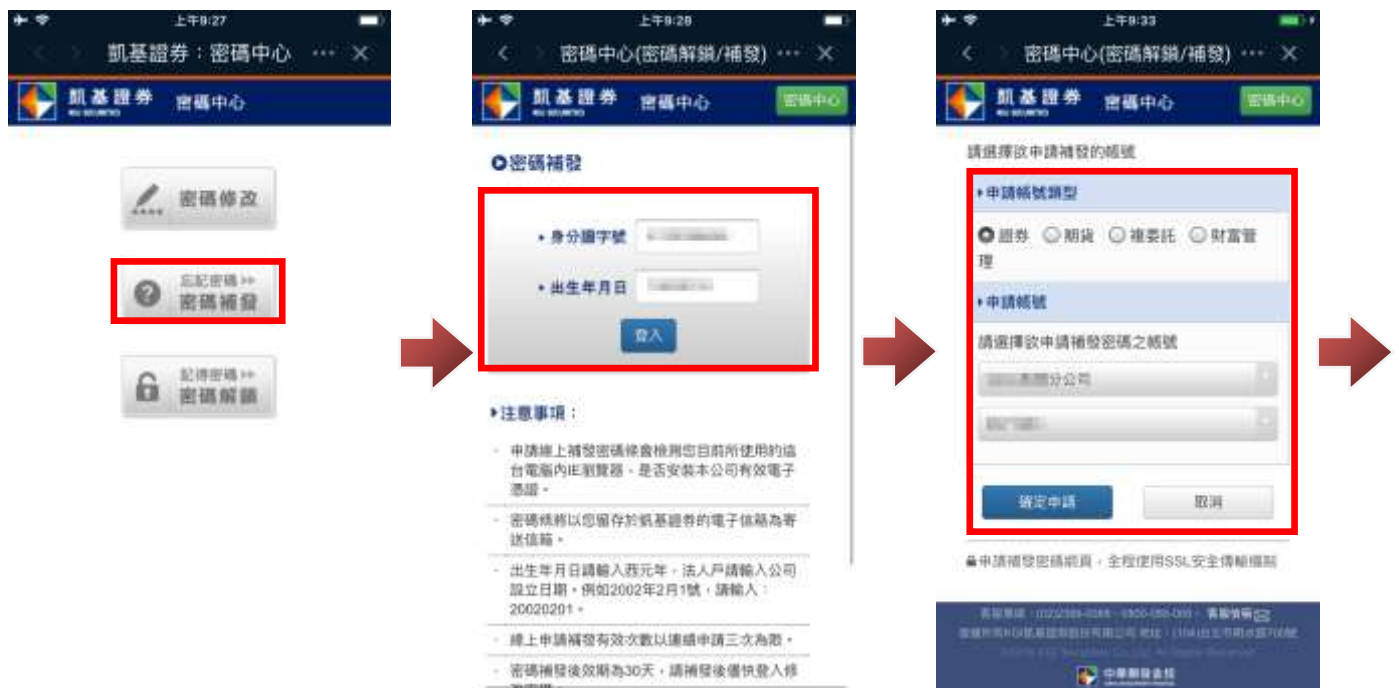 上午9:27
凱基證券：密碼中心
凱基證券 密碼中心
密碼修改
忘記密碼>>
密碼補發
記得密碼>>
密碼解鎖
上午9:28
密碼中心(密碼解鎖/補發)
凱基證券 密碼中心 密碼中心
密碼補發
身分證字號
出生年月日
登入
注意事項：
申請線上補發密碼條會檢測您目前所使用的這
台電腦內IE瀏覽器，是否安裝本公司有效電子
憑證。
密碼條將以您留存於凱基證券的電子信箱為寄
送信箱。
出生年月日請輸入西元年，法人戶請輸入公司
設立日期。例如2002年2月1號，請輸入：
20020201。
線上申請補發有效次數以連續申請三次為限。
密碼補發後效期為30天，請補發後儘快登入修
上午9:33
密碼中心(密碼解鎖/補發)
凱基證券 密碼中心 密碼中心
請選擇欲申請補發的帳號
申請帳號類型
證券 期貨 複委託 財富管
理
申請帳號
請選擇欲申請補發密碼之帳號
分公司
確定申請 取消
申請補發密碼網頁，全程使用SSL安全傳輸機制
客服信箱
中華開發金控